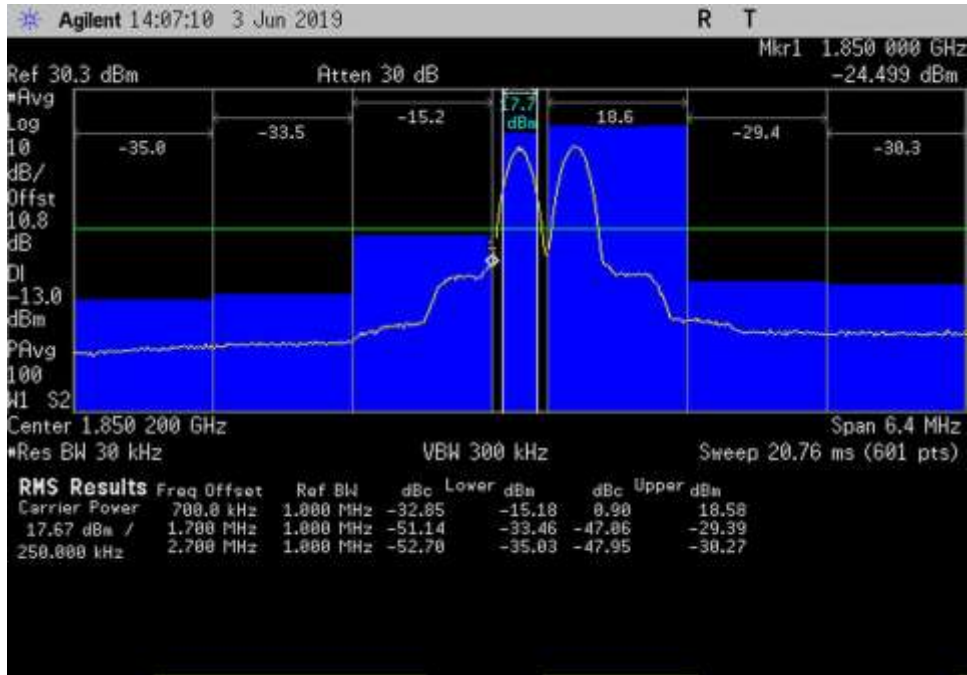 Agilent 14:07:10 3 Jun 2019 R T
Mkr1 1.850 000 GHz
Ref 30.3 dBm Atten 30 dB -24.499 dBm
#Avg
Log
10
dB/
Offst
10.8
dB
DI
-13.0
dBm
PAvg
100
W1 S2
-35.0 -33.5 -15.2 17.7 dBm 18.6 -29.4 -30.3
Center 1.850 200 GHz Span 6.4 MHz
#Res BW 30 kHz VBW 300 kHz Sweep 20.76 ms (601 pts)
RMS Results Freq Offset Ref BW dBc Lower dBm dBc Upper dBm
Carrier Power 700.0 kHz 1.000 MHz -32.85 -15.18 0.90 18.58
17.67 dBm / 1.700 MHz 1.000 MHz -51.14 -33.46 -47.06 -29.39
250.000 kHz 2.700 MHz 1.000 MHz -52.70 -35.03 -47.95 -30.27